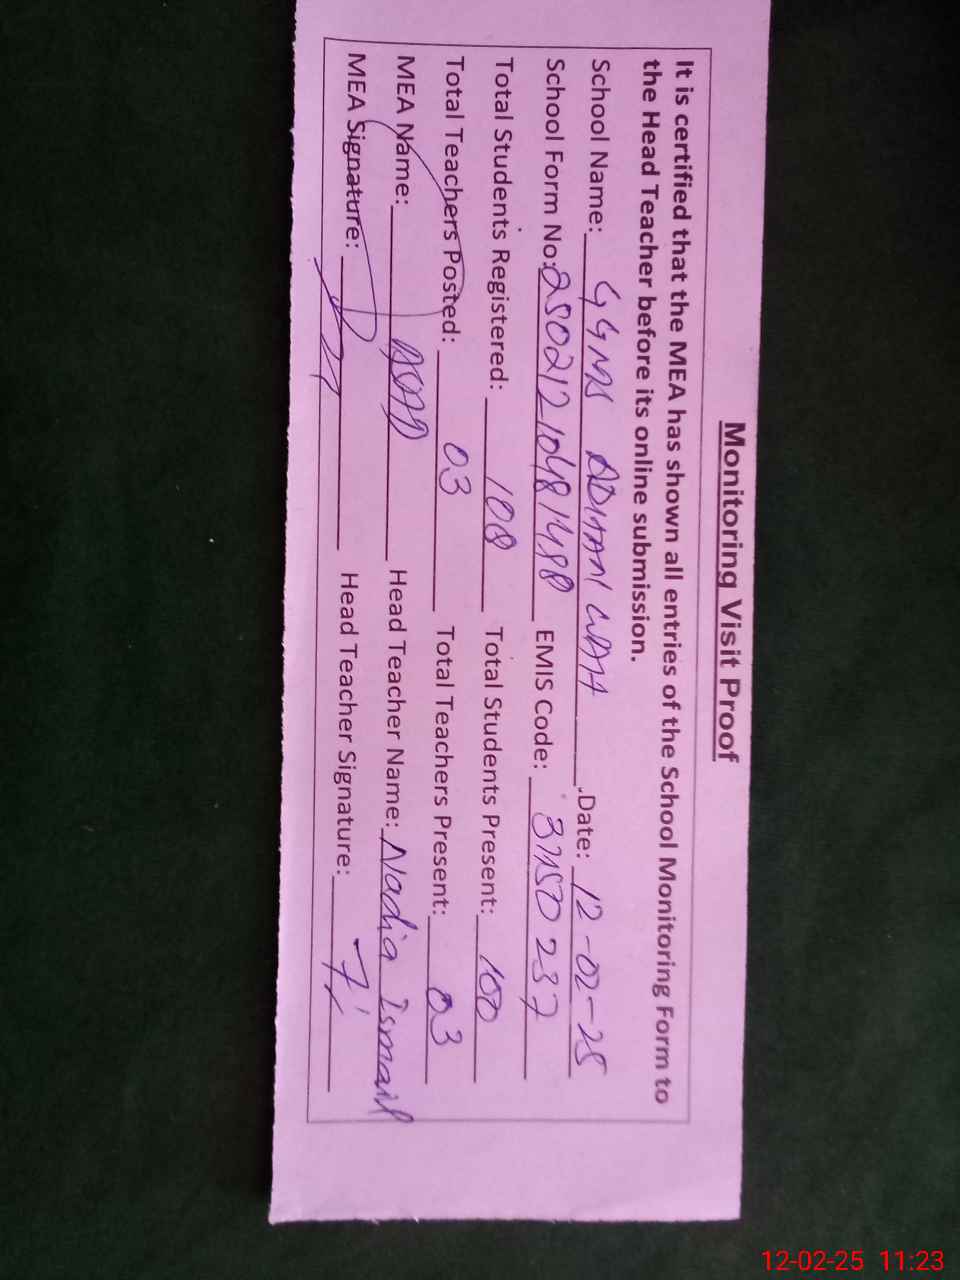 Monitoring Visit Proof
It is certified that the MEA has shown all entries of the School Monitoring Form to
the Head Teacher before its online submission.
School Name: GGMS WAH ,Date: 12-02-25
School Form No: EMIS Code:
Total Students Registered: 100 Total Students Present: 100
Total Teachers Posted: 03 Total Teachers Present: 03
MEA Name: ASAD Head Teacher Name: Nadia Ismail
MEA Signature: Head Teacher Signature:
12-02-25 11:23